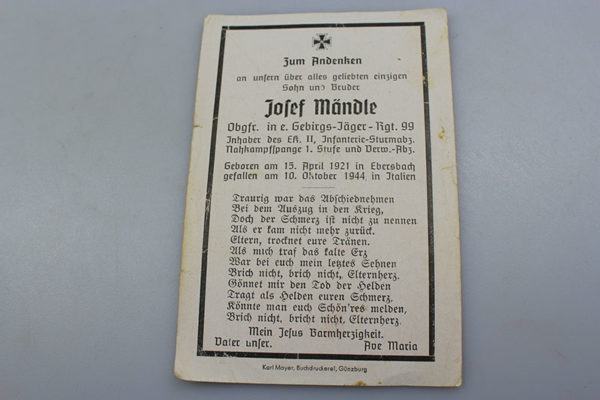 Zum Andenken
an unsern über alles geliebten einzigen
Sohn und Bruder
Josef Mändle
Obgfr. in e. Gebirgs-Jäger-Rgt. 99
Inhaber des EK. II, Infanterie-Sturmabz.
Nahkampfspange 1. Stufe und Verw.-Abz.
Geboren am 15. April 1921 in Ebersbach
gefallen am 10. Oktober 1944 in Italien
Traurig war das Abschiednehmen
Bei dem Auszug in den Krieg,
Doch der Schmerz ist nicht zu nennen
Als er kam nicht mehr zurück.
Eltern, trocknet eure Tränen.
Als mich traf das kalte Erz
War bei euch mein letztes Sehnen
Brich nicht, brich nicht, Elternherz.
Gönnet mir den Tod der Helden
Tragt als Helden euren Schmerz,
Könnte man euch Schön'res melden,
Brich nicht, bricht nicht, Elternherz.
Mein Jesus Barmherzigkeit.
Vater unser. Ave Maria
Karl Mayer, Buchdruckerei, Günzburg